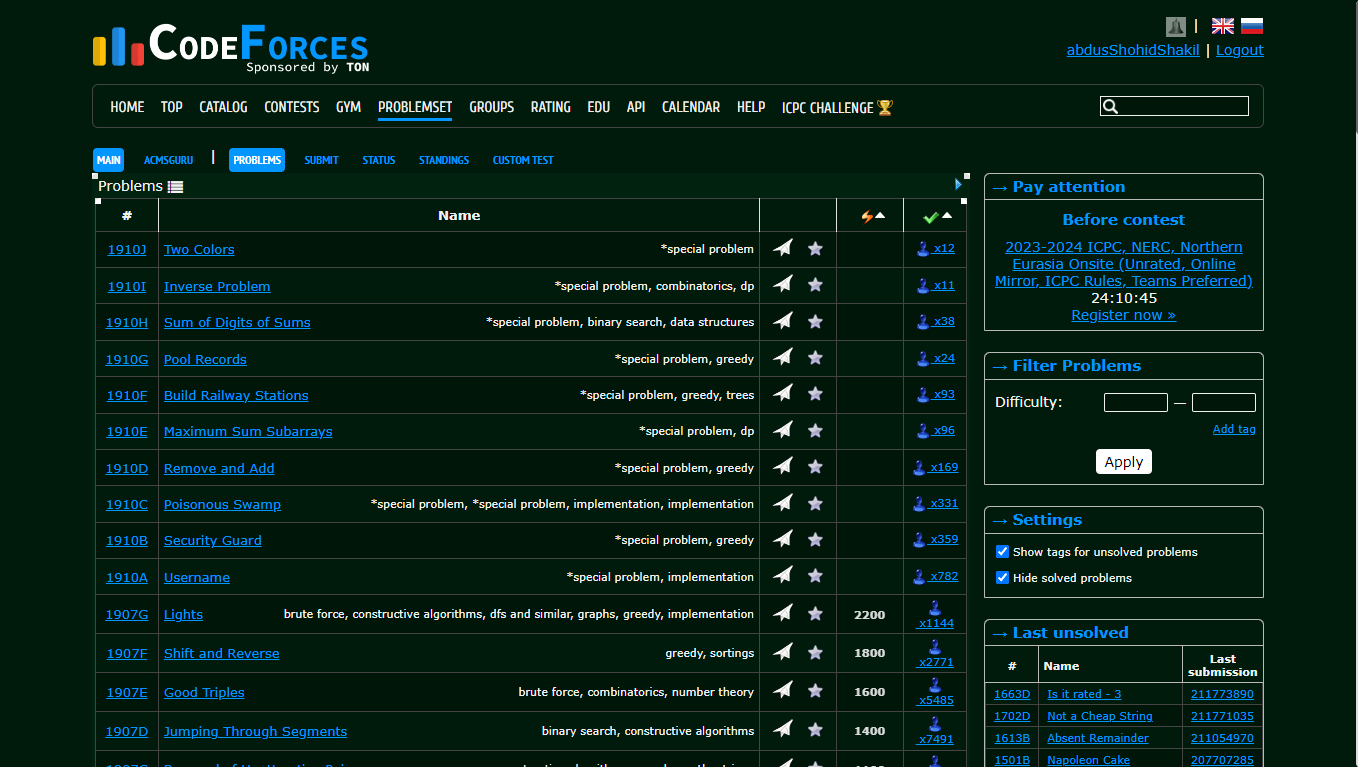 CODEFORCES
Sponsored by TON
|
abdusShohidShakil | Logout
HOME TOP CATALOG CONTESTS GYM PROBLEMSET GROUPS RATING EDU API CALENDAR HELP ICPC CHALLENGE
MAIN ACMSGURU | PROBLEMS SUBMIT STATUS STANDINGS CUSTOM TEST
Problems
# Name
1910J Two Colors *special problem x12
1910I Inverse Problem *special problem, combinatorics, dp x11
1910H Sum of Digits of Sums *special problem, binary search, data structures x38
1910G Pool Records *special problem, greedy x24
1910F Build Railway Stations *special problem, greedy, trees x93
1910E Maximum Sum Subarrays *special problem, dp x96
1910D Remove and Add *special problem, greedy x169
1910C Poisonous Swamp *special problem, *special problem, implementation, implementation x331
1910B Security Guard *special problem, greedy x359
1910A Username *special problem, implementation x782
1907G Lights brute force, constructive algorithms, dfs and similar, graphs, greedy, implementation 2200 x1144
1907F Shift and Reverse greedy, sortings 1800 x2771
1907E Good Triples brute force, combinatorics, number theory 1600 x5485
1907D Jumping Through Segments binary search, constructive algorithms 1400 x7491
→ Pay attention
Before contest
2023-2024 ICPC, NERC, Northern
Eurasia Onsite (Unrated, Online
Mirror, ICPC Rules, Teams Preferred)
24:10:45
Register now »
→ Filter Problems
Difficulty: —
Add tag
Apply
→ Settings
Show tags for unsolved problems
Hide solved problems
→ Last unsolved
# Name Last submission
1663D Is it rated - 3 211773890
1702D Not a Cheap String 211771035
1613B Absent Remainder 211054970
1501B Napoleon Cake 207707285